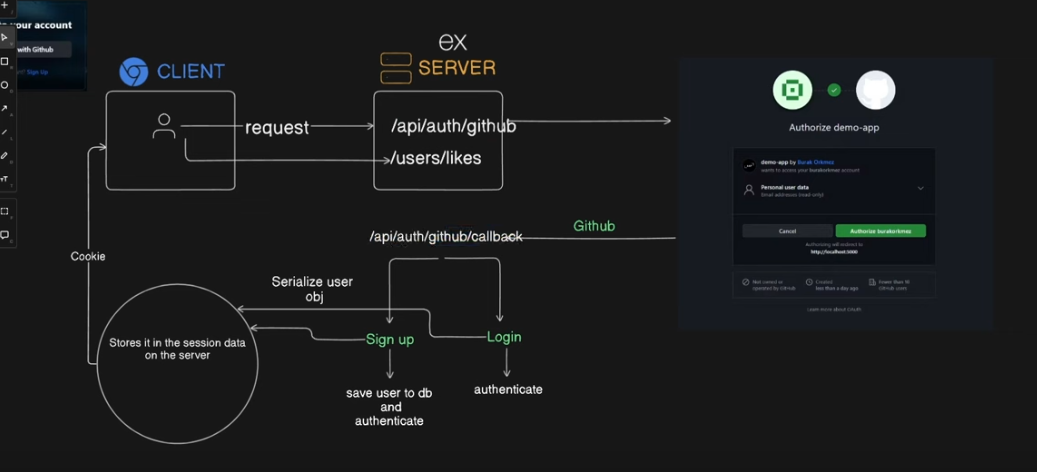 your account
with Github
Sign Up
ex
CLIENT
SERVER
request
/api/auth/github
/users/likes
Authorize demo-app
demo-app by Burak Orkmez
wants to access your burakorkmez account
Personal user data
Email addresses (read-only)
Cancel
Authorize burakorkmez
Authorizing will redirect to
http://localhost:5000
Not owned or
operated by GitHub
Created
less than a day ago
Fewer than 10
GitHub users
Learn more about OAuth
Github
/api/auth/github/callback
Cookie
Serialize user
obj
Stores it in the session data
on the server
Sign up
Login
save user to db
and
authenticate
authenticate